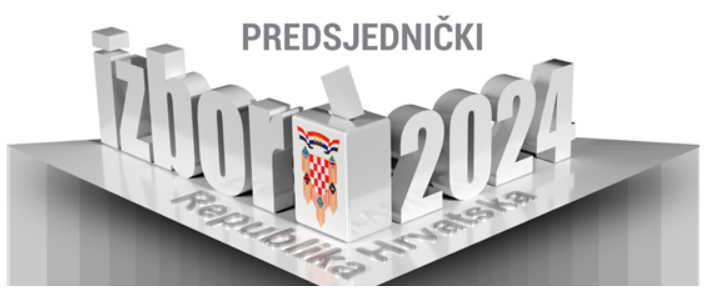 PREDSJEDNIČKI
izbori 2024
Republika Hrvatska